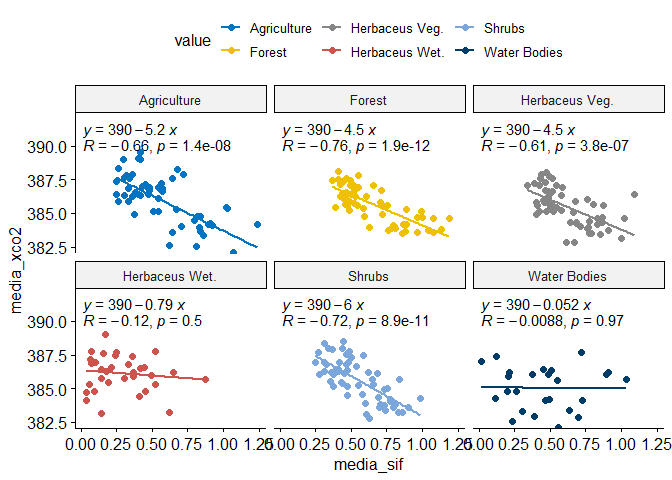 value Agriculture Herbaceus Veg. Shrubs
Forest Herbaceus Wet. Water Bodies
Agriculture Forest Herbaceus Veg.
y = 390 − 5.2 x y = 390 − 4.5 x y = 390 − 4.5 x
R = −0.66, p = 1.4e-08 R = −0.76, p = 1.9e-12 R = −0.61, p = 3.8e-07
390.0
387.5
385.0
382.5
media_xco2
Herbaceus Wet. Shrubs Water Bodies
y = 390 − 0.79 x y = 390 − 6 x y = 390 − 0.052 x
R = −0.12, p = 0.5 R = −0.72, p = 8.9e-11 R = −0.0088, p = 0.97
390.0
387.5
385.0
382.5
0.00 0.25 0.50 0.75 1.00 1.25 0.00 0.25 0.50 0.75 1.00 1.25 0.00 0.25 0.50 0.75 1.00 1.25
media_sif